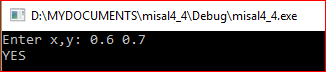 D:\MYDOCUMENTS\misal4_4\Debug\misal4_4.exe
Enter x,y: 0.6 0.7
YES